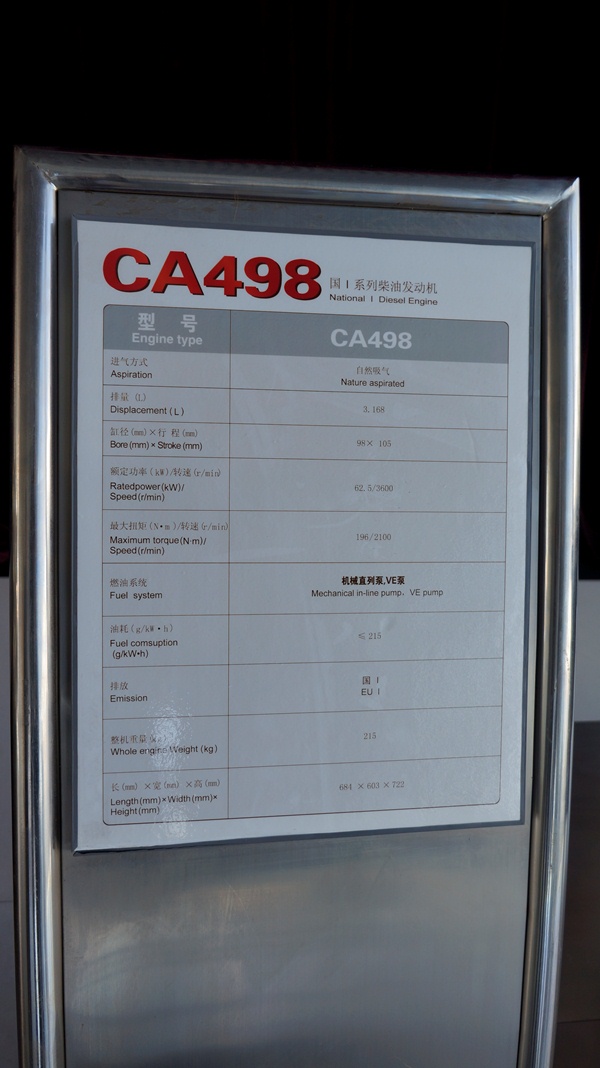 CA498
国 I 系列柴油发动机
National I Diesel Engine
型 号
Engine type
CA498
进气方式
Aspiration
自然吸气
Nature aspirated
排量 (L)
Displacement ( L )
3.168
缸径(mm)×行 程(mm)
Bore(mm)×Stroke(mm)
98× 105
额定功率(kW)/转速(r/min)
Ratedpower(kW)/
Speed(r/min)
62.5/3600
最大扭矩(N•m)/转速(r/min)
Maximum torque(N·m)/
Speed(r/min)
196/2100
燃油系统
Fuel system
机械直列泵,VE泵
Mechanical in-line pump，VE pump
油耗(g/kW•h)
Fuel comsuption
(g/kW•h)
≤ 215
排放
Emission
国 I
EU I
整机重量(kg)
Whole engine Weight (kg)
215
长(mm) ×宽(mm) ×高(mm)
Length(mm)×Width(mm)×
Height(mm)
684 × 603 × 722